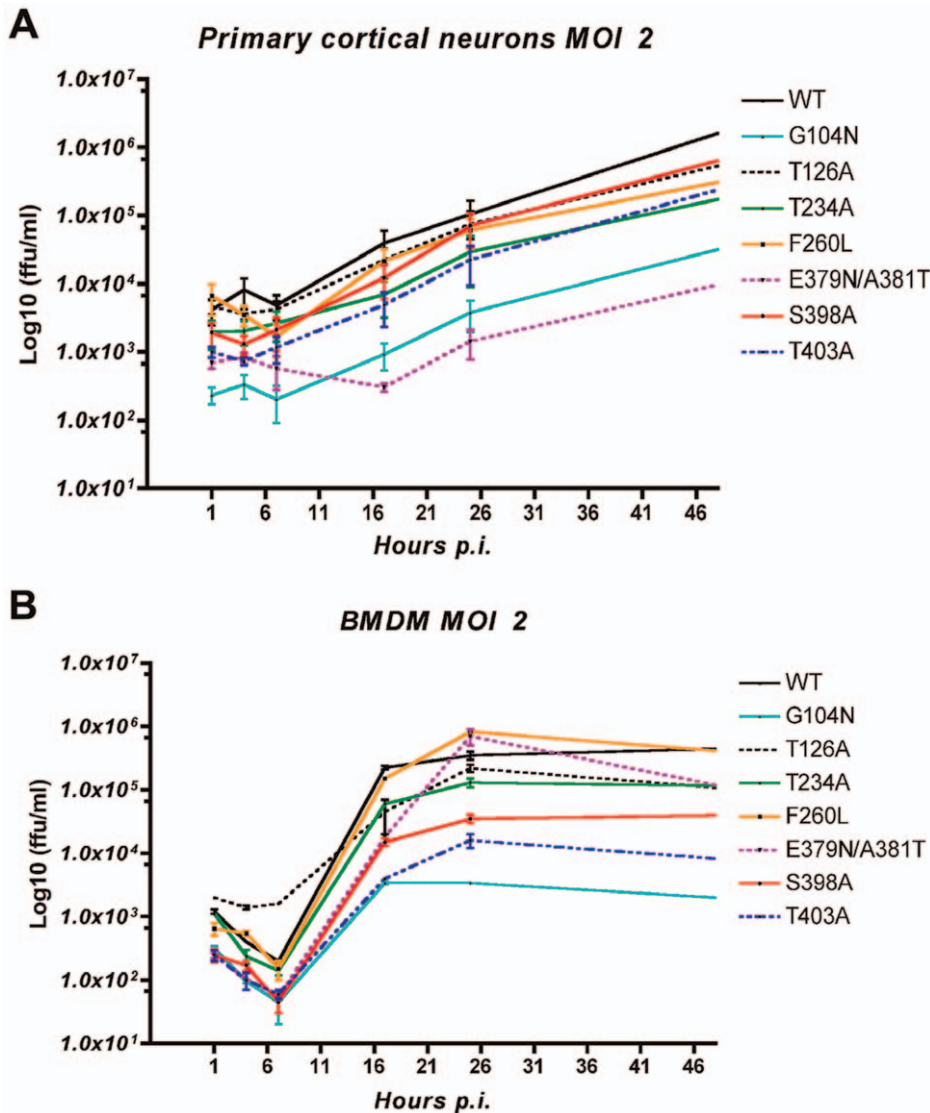 A
Primary cortical neurons MOI 2
Log10 (ffu/ml)
1.0x10⁷
1.0x10⁶
1.0x10⁵
1.0x10⁴
1.0x10³
1.0x10²
1.0x10¹
1 6 11 16 21 26 31 36 41 46
Hours p.i.
WT
G104N
T126A
T234A
F260L
E379N/A381T
S398A
T403A
B
BMDM MOI 2
Log10 (ffu/ml)
1.0x10⁷
1.0x10⁶
1.0x10⁵
1.0x10⁴
1.0x10³
1.0x10²
1.0x10¹
1 6 11 16 21 26 31 36 41 46
Hours p.i.
WT
G104N
T126A
T234A
F260L
E379N/A381T
S398A
T403A